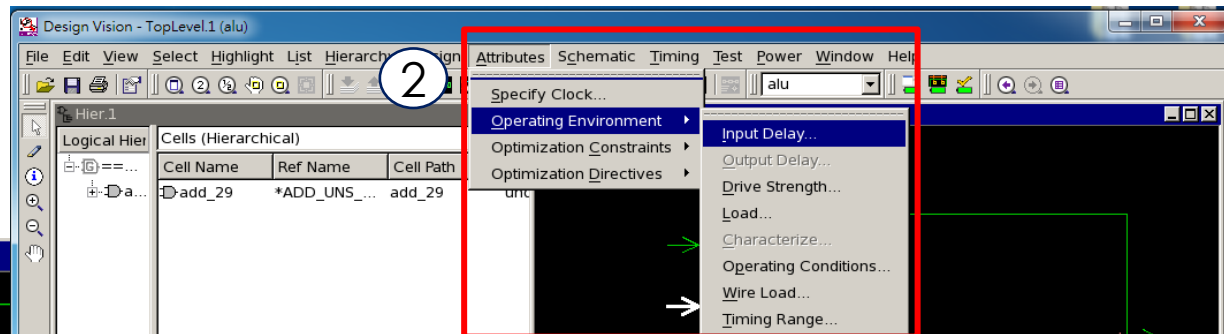 Design Vision - TopLevel.1 (alu)
File Edit View Select Highlight List Hierarch Attributes Schematic Timing Test Power Window Help
2
alu
Specify Clock...
Hier.1
Operating Environment
Input Delay...
Logical Hier Cells (Hierarchical)
Optimization Constraints
Output Delay...
Cell Name Ref Name Cell Path
Optimization Directives
Drive Strength...
add_29 *ADD_UNS_... add_29
Load...
Characterize...
Operating Conditions...
Wire Load...
Timing Range...